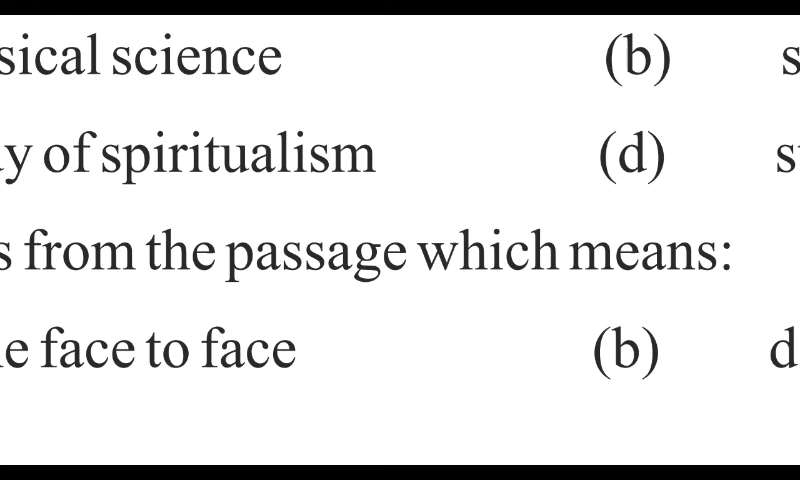 sical science (b)
of spiritualism (d)
from the passage which means:
face to face (b)